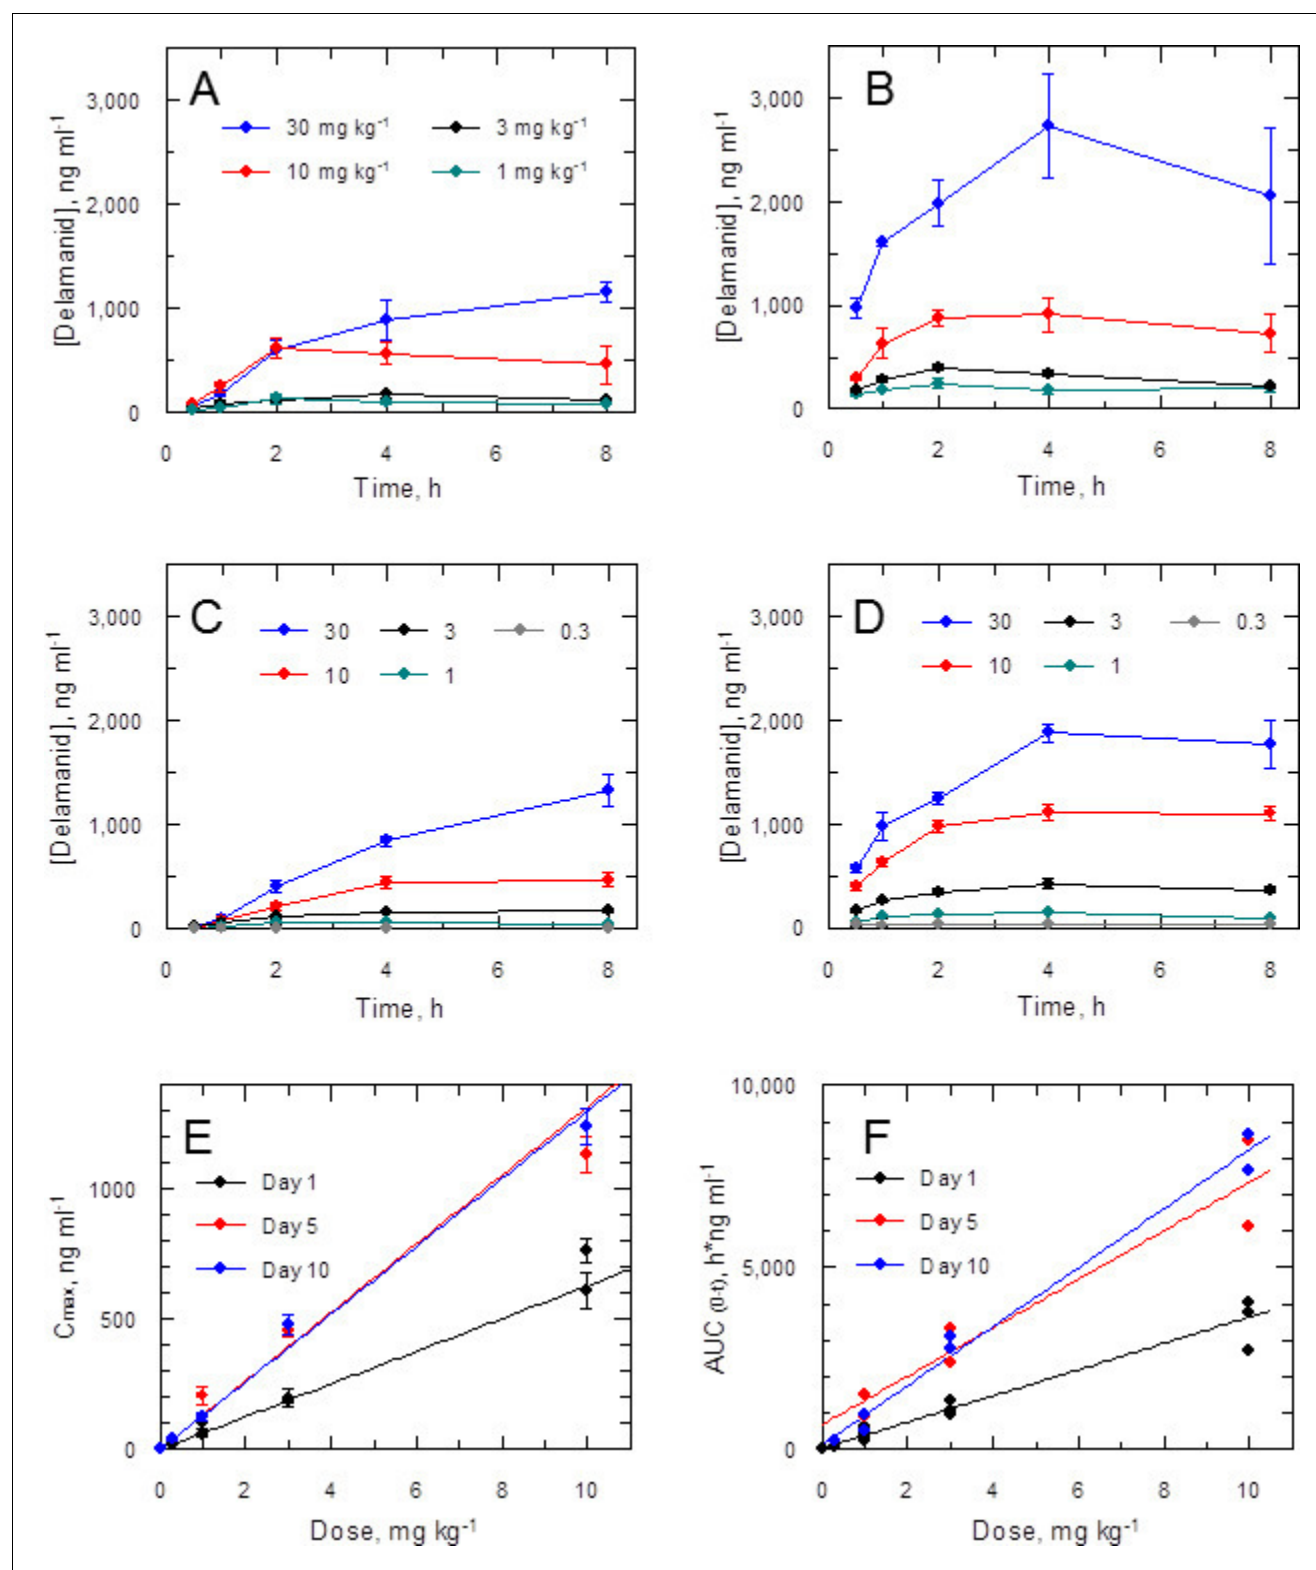 A
30 mg kg⁻¹
3 mg kg⁻¹
10 mg kg⁻¹
1 mg kg⁻¹
[Delamanid], ng ml⁻¹
3,000
2,000
1,000
0
0 2 4 6 8
Time, h
B
[Delamanid], ng ml⁻¹
3,000
2,000
1,000
0
0 2 4 6 8
Time, h
C
30 3 0.3
10 1
[Delamanid], ng ml⁻¹
3,000
2,000
1,000
0
0 2 4 6 8
Time, h
D
30 3 0.3
10 1
[Delamanid], ng ml⁻¹
3,000
2,000
1,000
0
0 2 4 6 8
Time, h
E
Day 1
Day 5
Day 10
Cmax, ng ml⁻¹
1000
500
0
0 2 4 6 8 10
Dose, mg kg⁻¹
F
Day 1
Day 5
Day 10
AUC (0-t), h*ng ml⁻¹
10,000
5,000
0
0 2 4 6 8 10
Dose, mg kg⁻¹